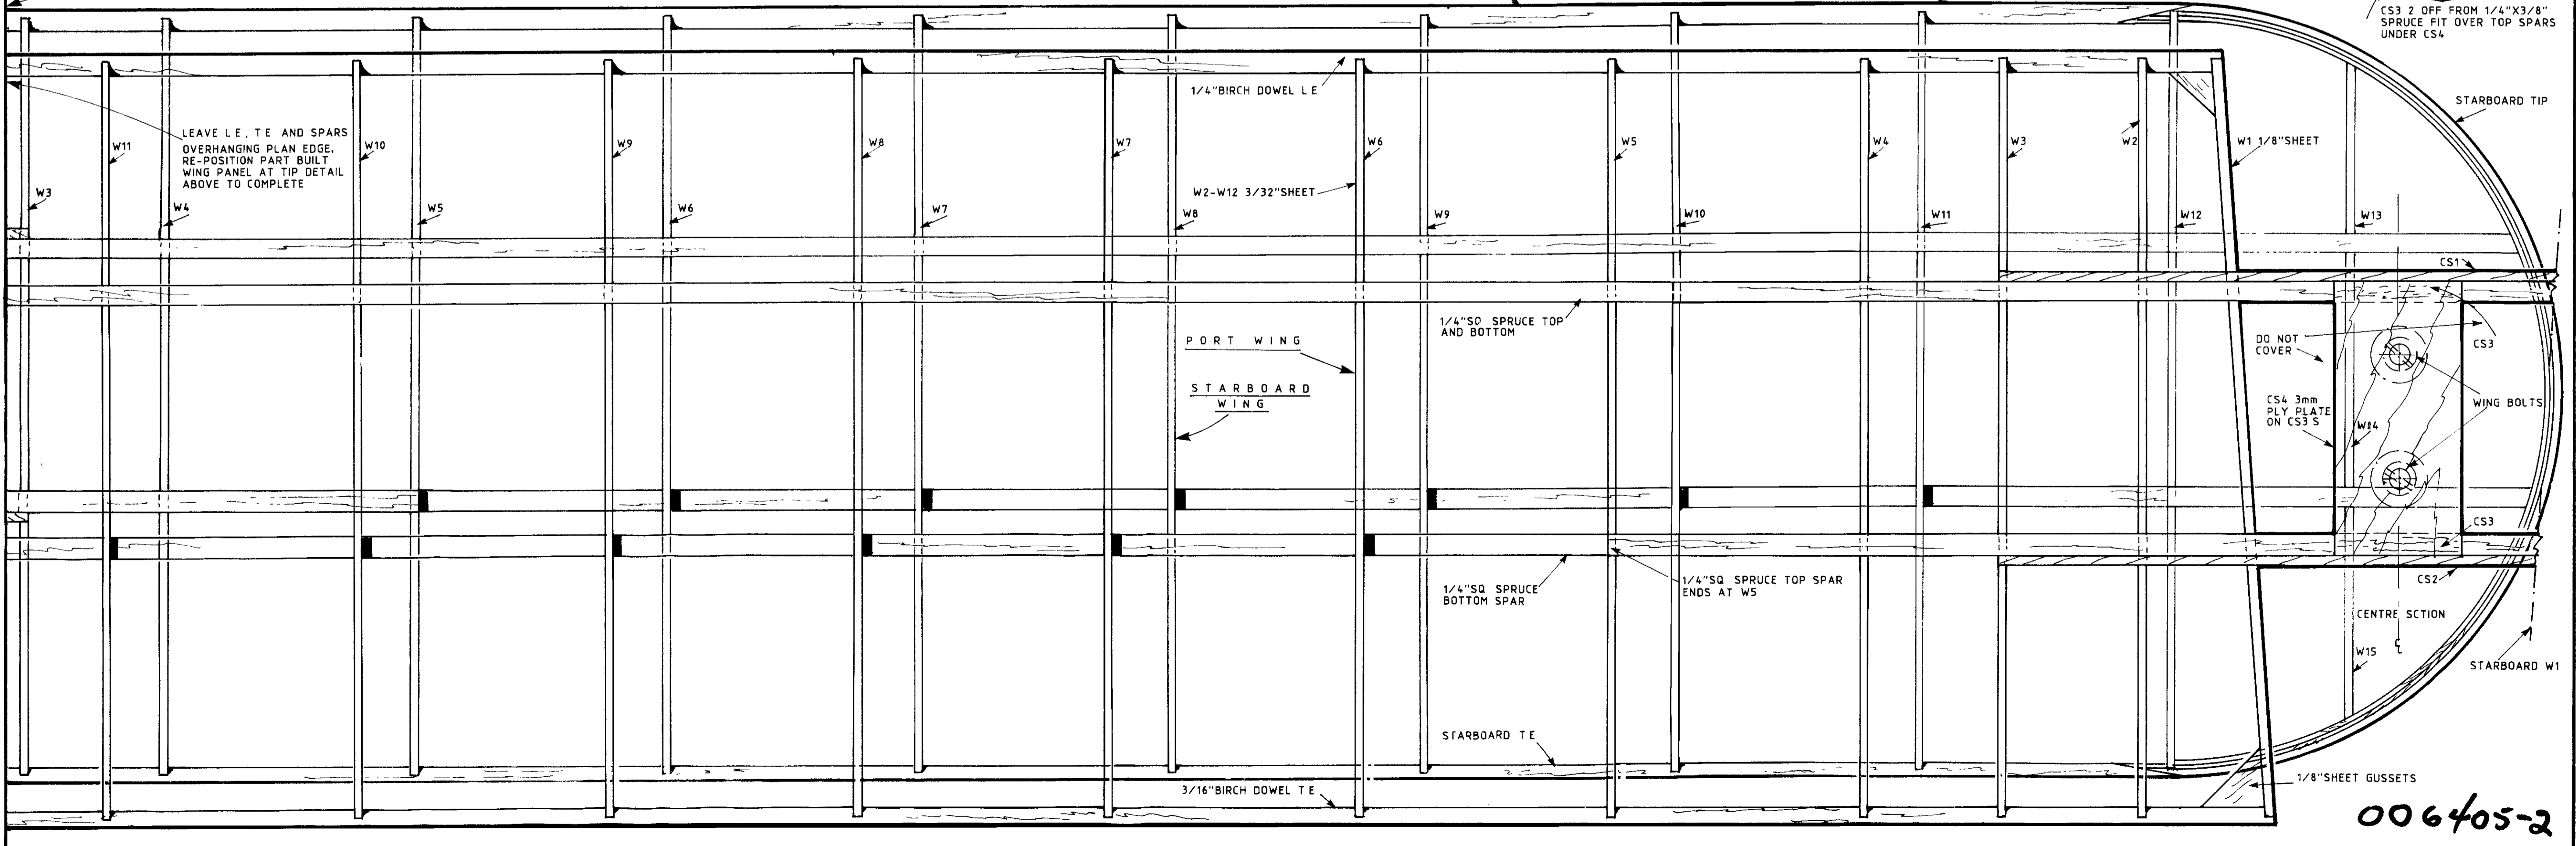 CS3 2 OFF FROM 1/4"X3/8"
SPRUCE FIT OVER TOP SPARS
UNDER CS4
1/4"BIRCH DOWEL L E
STARBOARD TIP
LEAVE L E, T E AND SPARS
OVERHANGING PLAN EDGE,
RE-POSITION PART BUILT
WING PANEL AT TIP DETAIL
ABOVE TO COMPLETE
W11
W10
W9
W8
W7
W6
W5
W4
W3
W2
W1 1/8"SHEET
W2-W12 3/32"SHEET
W3
W4
W5
W6
W7
W8
W9
W10
W11
W12
W13
CS1
1/4"SQ SPRUCE TOP
AND BOTTOM
PORT WING
STARBOARD
WING
DO NOT
COVER
CS3
CS4 3mm
PLY PLATE
ON CS3'S
WING BOLTS
W14
CS3
CS2
1/4"SQ SPRUCE
BOTTOM SPAR
1/4"SQ SPRUCE TOP SPAR
ENDS AT W5
CENTRE SCTION
W15
STARBOARD W1
STARBOARD T E
3/16"BIRCH DOWEL T E
1/8"SHEET GUSSETS
006405-2